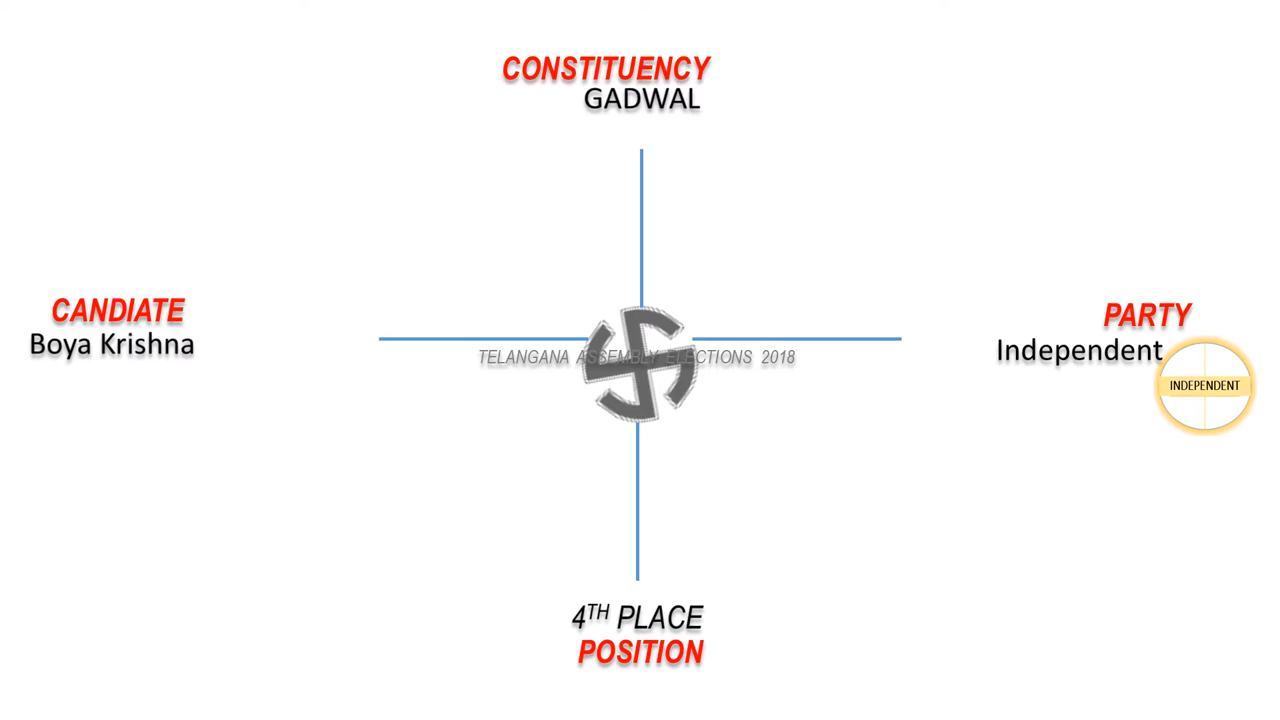 CONSTITUENCY
GADWAL
CANDIATE
Boya Krishna
TELANGANA ASSEMBLY ELECTIONS 2018
PARTY
Independent
INDEPENDENT
4TH PLACE
POSITION